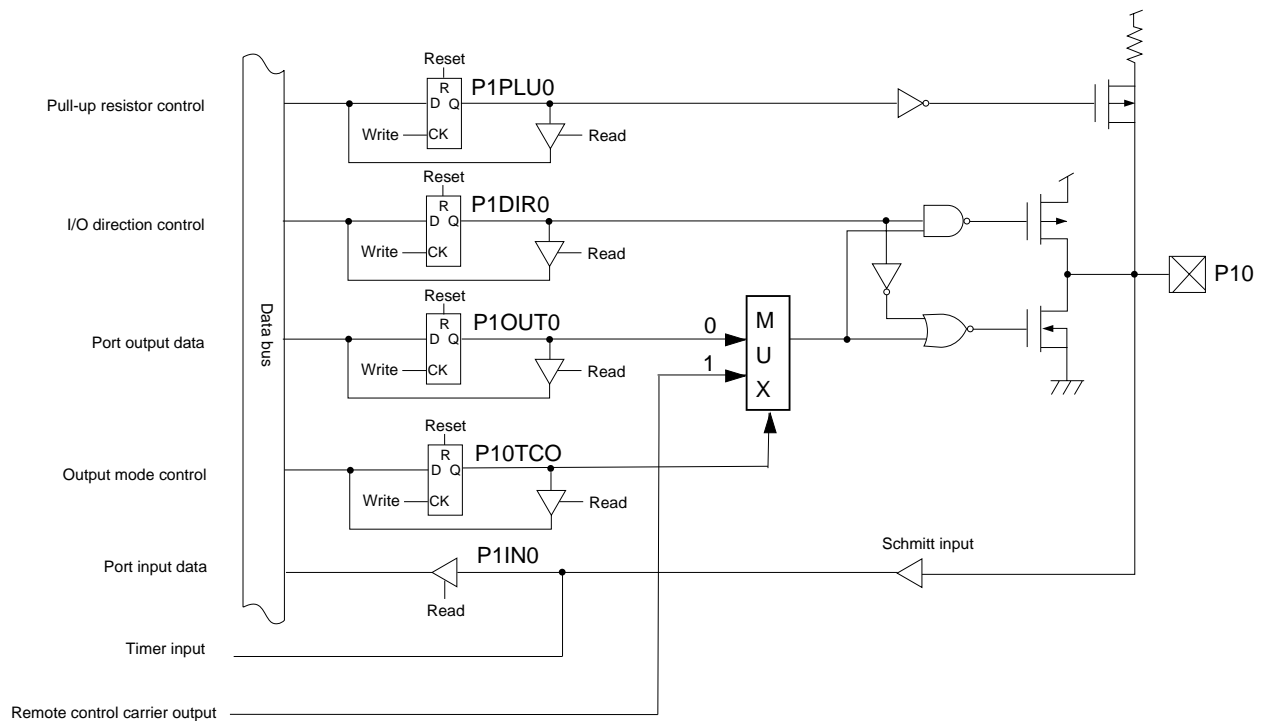 Reset
R
P1PLU0
Pull-up resistor control
D Q
Write
CK
Read
Reset
R
P1DIR0
I/O direction control
D Q
Write
CK
Read
P10
Data bus
Reset
R
P1OUT0
Port output data
D Q
0
MUX
Write
CK
Read
1
Reset
R
P10TCO
Output mode control
D Q
Write
CK
Read
Schmitt input
P1IN0
Port input data
Read
Timer input
Remote control carrier output